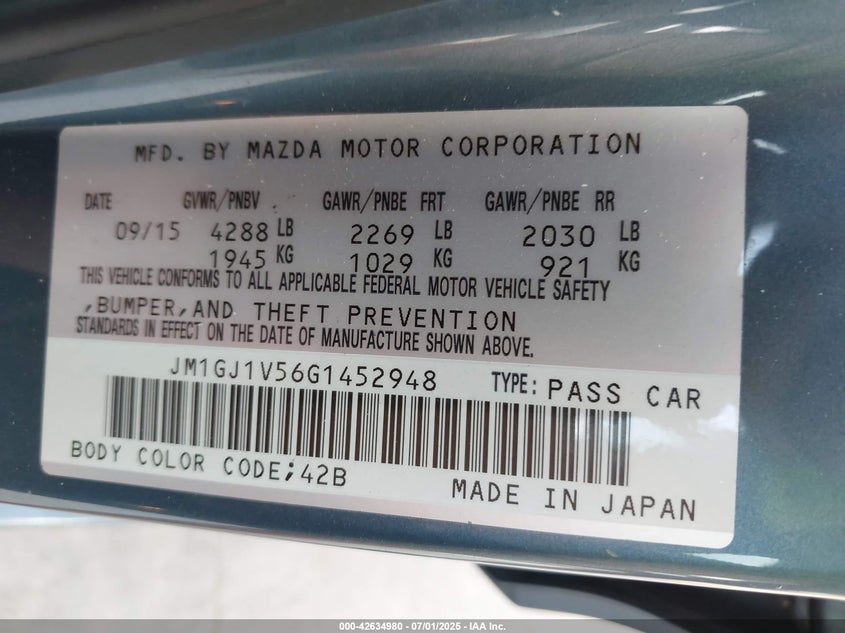 MFD. BY MAZDA MOTOR CORPORATION
DATE GVWR/PNBV GAWR/PNBE FRT GAWR/PNBE RR
09/15 4288 LB 2269 LB 2030 LB
1945 KG 1029 KG 921 KG
THIS VEHICLE CONFORMS TO ALL APPLICABLE FEDERAL MOTOR VEHICLE SAFETY
,BUMPER,AND THEFT PREVENTION
STANDARDS IN EFFECT ON THE DATE OF MANUFACTURE SHOWN ABOVE.
JM1GJ1V56G1452948 TYPE: PASS CAR
BODY COLOR CODE;42B
MADE IN JAPAN
000-42634980 - 07/01/2025 - IAA Inc.